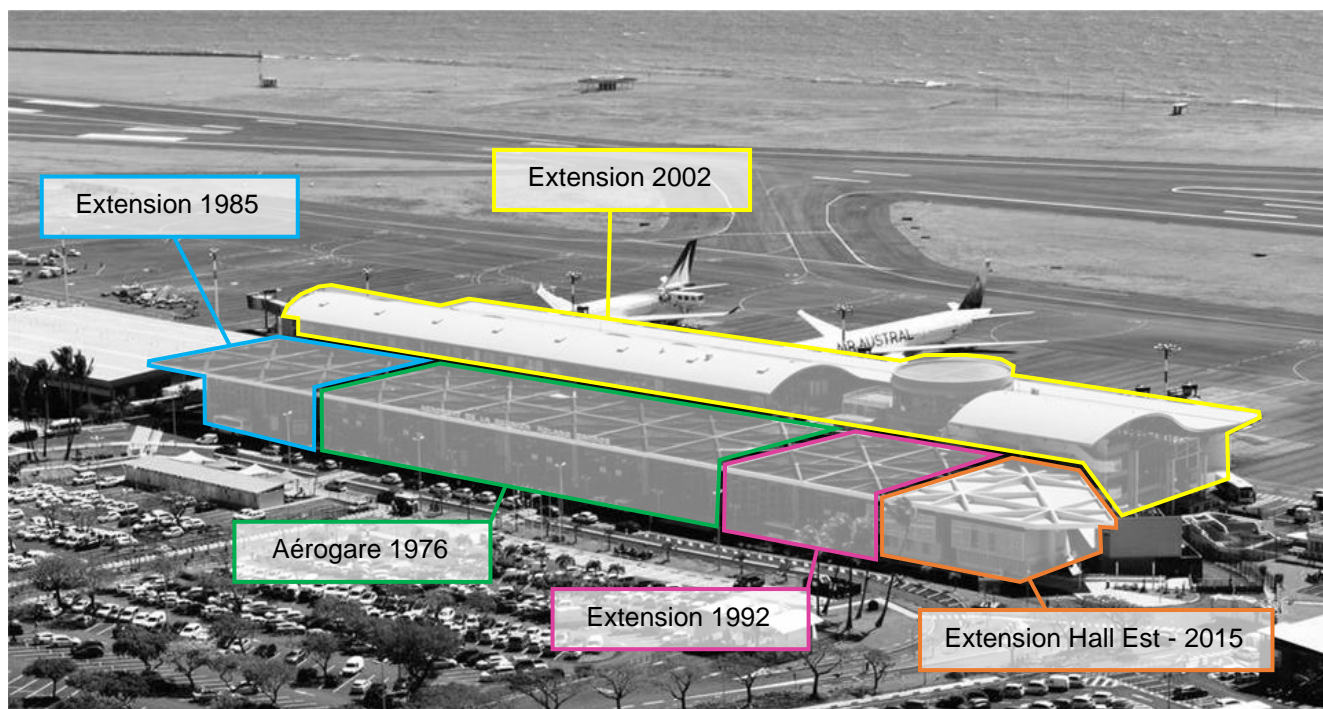 Extension 2002
Extension 1985
AIR AUSTRAL
Aérogare 1976
Extension 1992
Extension Hall Est - 2015